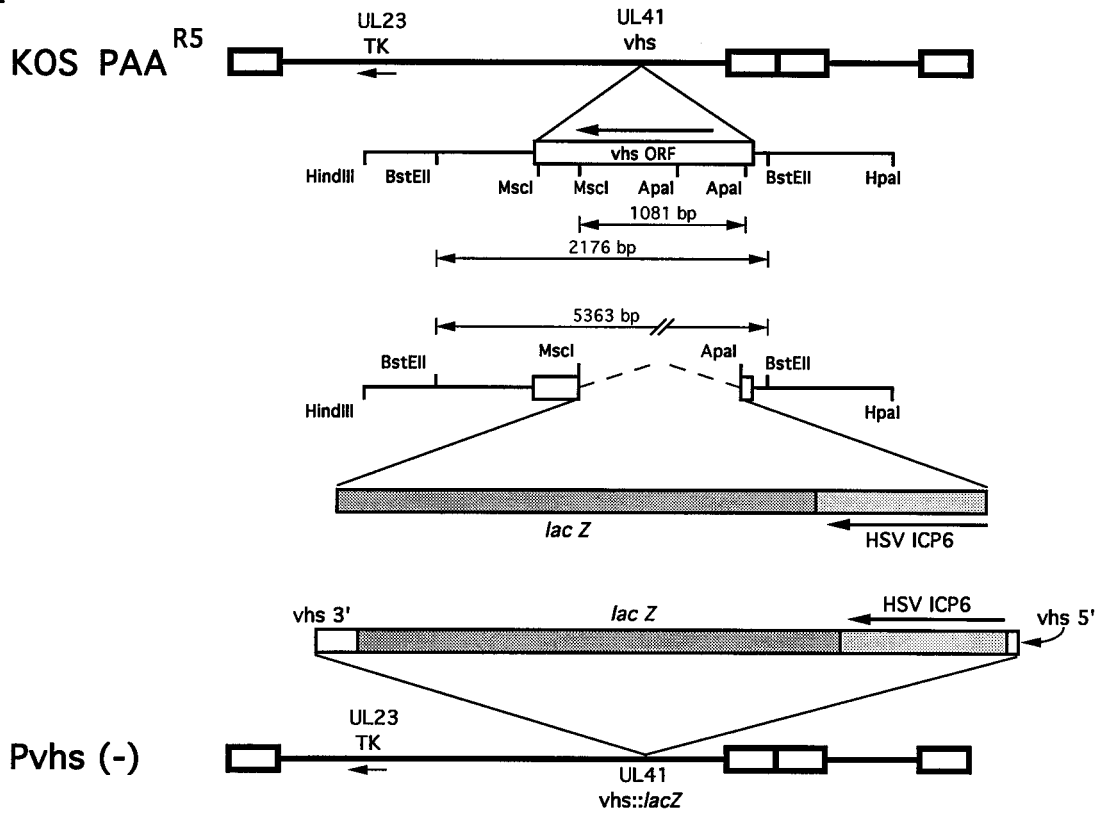 UL23
TK
UL41
vhs
KOS PAA R5
vhs ORF
HindIII
BstEII
MscI
MscI
ApaI
ApaI
BstEII
HpaI
1081 bp
2176 bp
5363 bp
BstEII
MscI
ApaI
BstEII
HindIII
HpaI
lac Z
HSV ICP6
vhs 3'
lac Z
HSV ICP6
vhs 5'
UL23
TK
Pvhs (-)
UL41
vhs::lacZ